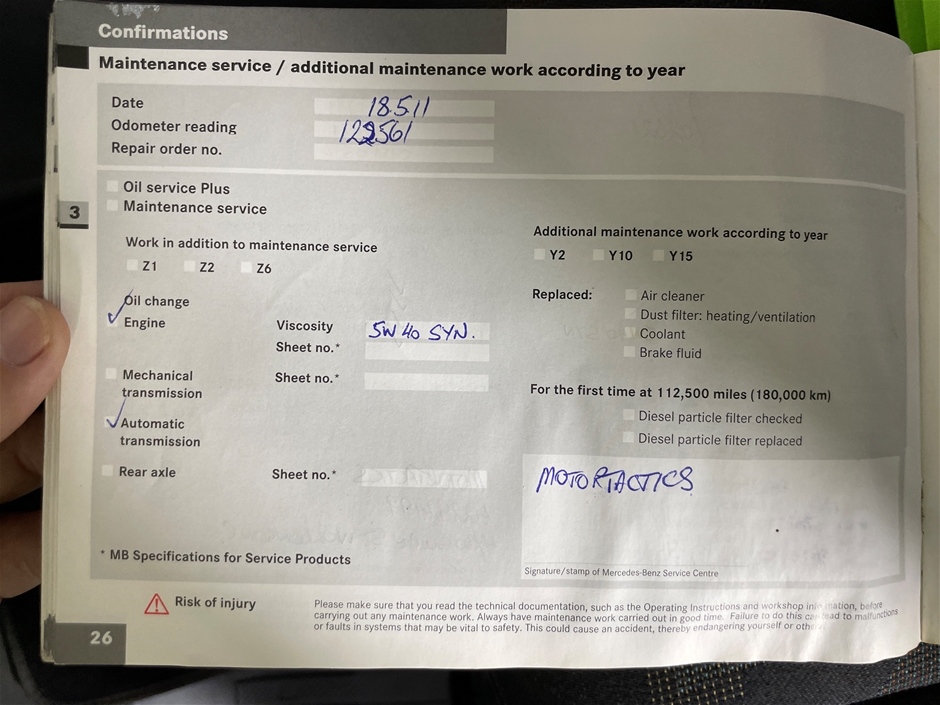 Confirmations
Maintenance service / additional maintenance work according to year
Date 18.5.11
Odometer reading 122561
Repair order no.
Oil service Plus
3
Maintenance service
Work in addition to maintenance service
Z1 Z2 Z6
Oil change
Engine
Viscosity 5W 40 SYN.
Sheet no.*
Mechanical
transmission
Sheet no.*
Automatic
transmission
Rear axle
Sheet no.*
* MB Specifications for Service Products
Additional maintenance work according to year
Y2 Y10 Y15
Replaced: Air cleaner
Dust filter: heating/ventilation
Coolant
Brake fluid
For the first time at 112,500 miles (180,000 km)
Diesel particle filter checked
Diesel particle filter replaced
MOTORTACTICS
Signature/stamp of Mercedes-Benz Service Centre
Risk of injury
Please make sure that you read the technical documentation, such as the Operating Instructions and workshop information, before
carrying out any maintenance work. Always have maintenance work carried out in good time. Failure to do this can lead to malfunctions
or faults in systems that may be vital to safety. This could cause an accident, thereby endangering yourself or
26